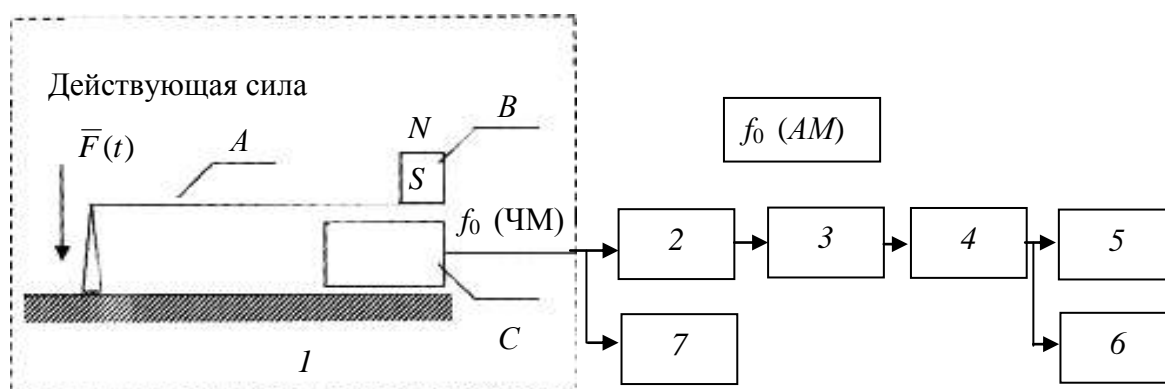 Действующая сила
F̅(t)
A
N
B
S
f₀ (AM)
f₀ (ЧМ)
2
3
4
5
7
6
C
1